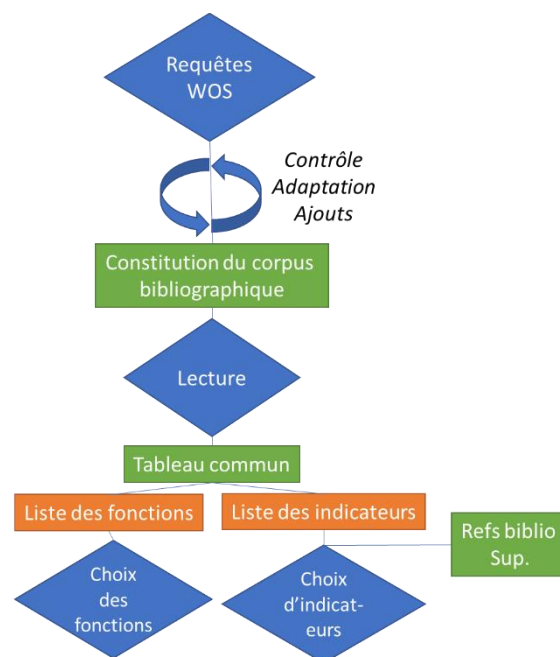 Requêtes
WOS
Contrôle
Adaptation
Ajouts
Constitution du corpus
bibliographique
Lecture
Tableau commun
Liste des fonctions
Liste des indicateurs
Refs biblio
Sup.
Choix
des
fonctions
Choix
d'indicat-
eurs